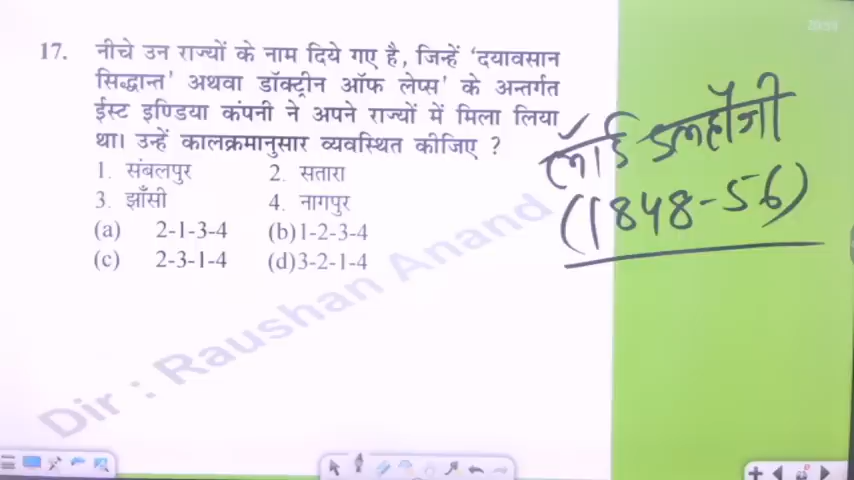 17. नीचे उन राज्यों के नाम दिये गए है, जिन्हें 'दयावसान
सिद्धान्त' अथवा डॉक्ट्रीन ऑफ लेप्स' के अन्तर्गत
ईस्ट इण्डिया कंपनी ने अपने राज्यों में मिला लिया
था। उन्हें कालक्रमानुसार व्यवस्थित कीजिए ?
1. संबलपुर 2. सतारा
3. झाँसी 4. नागपुर
(a) 2-1-3-4 (b)1-2-3-4
(c) 2-3-1-4 (d)3-2-1-4
लॉर्ड डलहौजी
(1848-56)
Dir : Raushan Anand